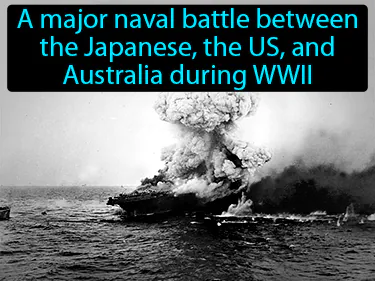 A major naval battle between
the Japanese, the US, and
Australia during WWII